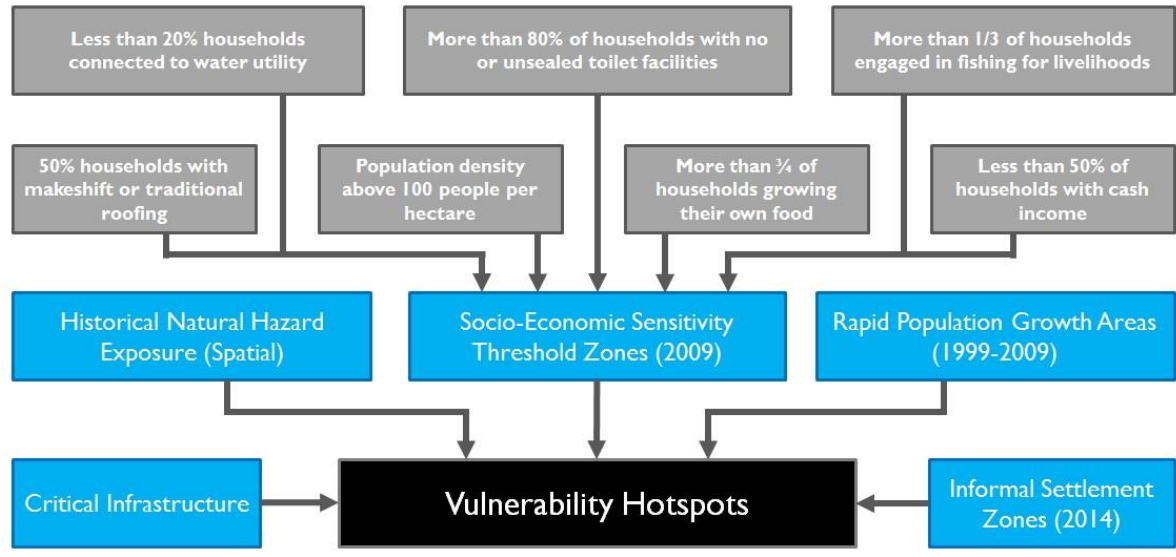 Less than 20% households
connected to water utility
More than 80% of households with no
or unsealed toilet facilities
More than 1/3 of households
engaged in fishing for livelihoods
50% households with
makeshift or traditional
roofing
Population density
above 100 people per
hectare
More than ¾ of
households growing
their own food
Less than 50% of
households with cash
income
Historical Natural Hazard
Exposure (Spatial)
Socio-Economic Sensitivity
Threshold Zones (2009)
Rapid Population Growth Areas
(1999-2009)
Critical Infrastructure
Vulnerability Hotspots
Informal Settlement
Zones (2014)